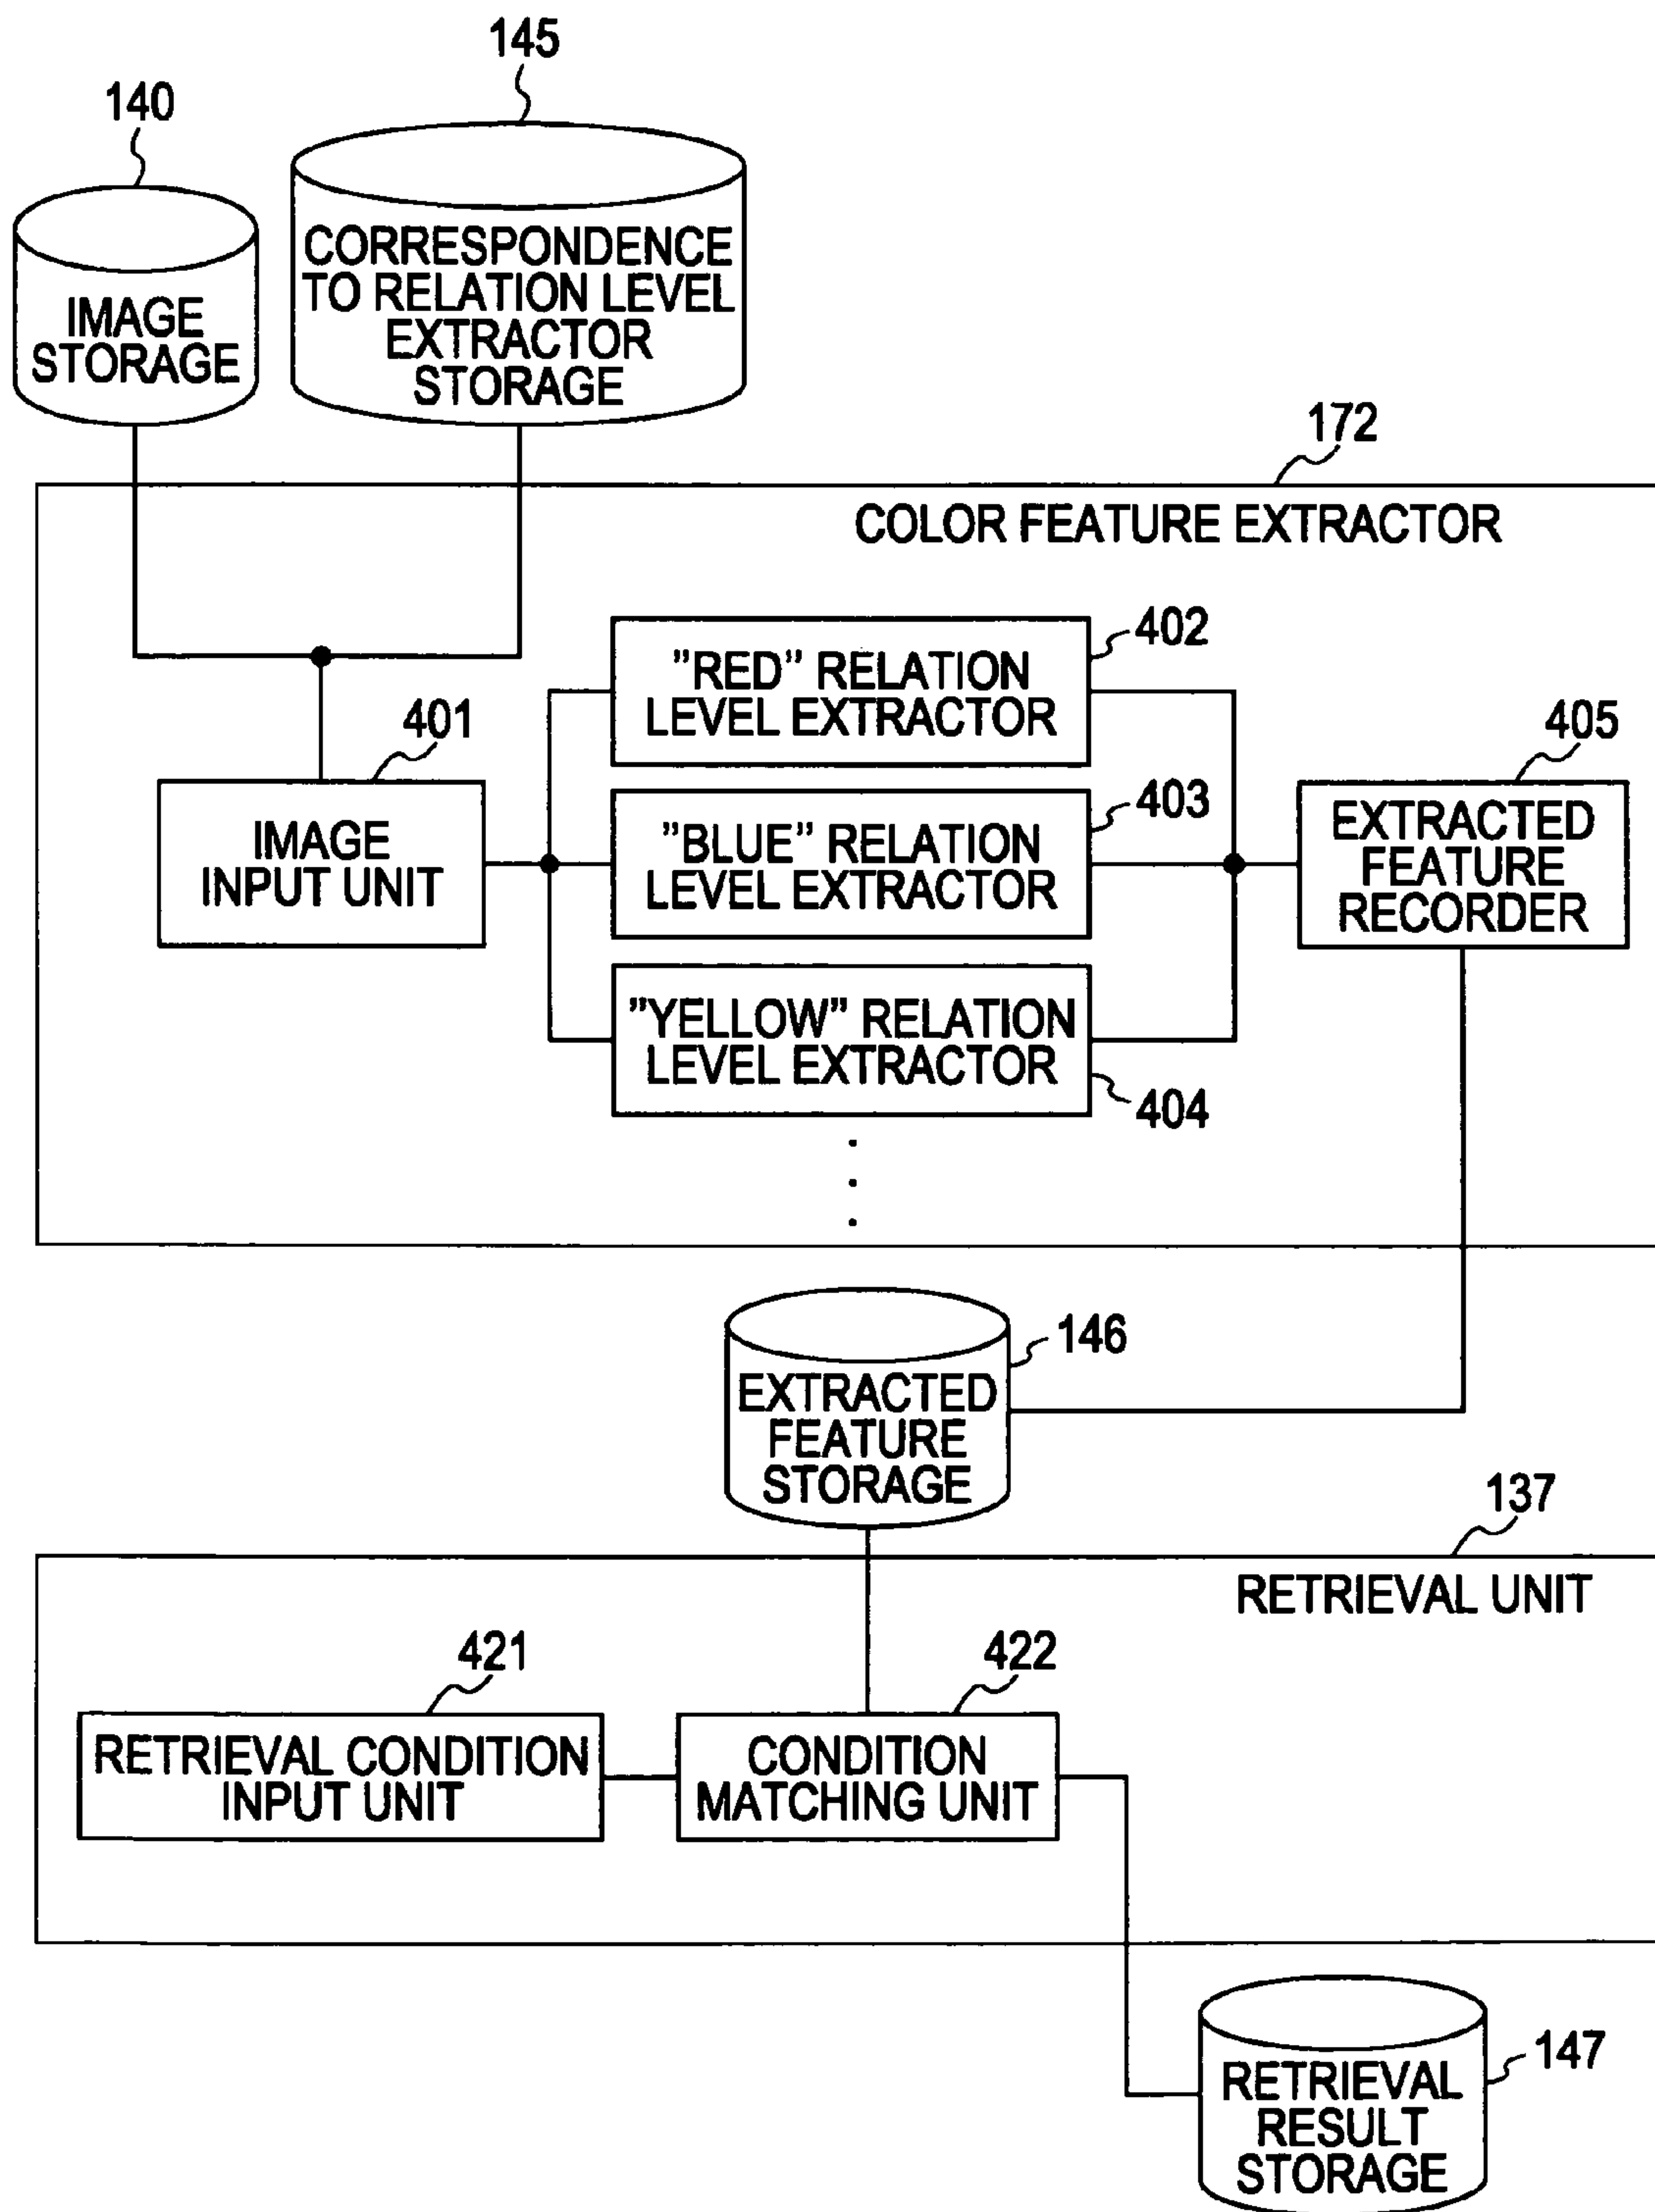 145
140
CORRESPONDENCE
TO RELATION LEVEL
EXTRACTOR
STORAGE
IMAGE
STORAGE
172
COLOR FEATURE EXTRACTOR
402
"RED" RELATION
LEVEL EXTRACTOR
401
405
IMAGE
INPUT UNIT
403
"BLUE" RELATION
LEVEL EXTRACTOR
EXTRACTED
FEATURE
RECORDER
"YELLOW" RELATION
LEVEL EXTRACTOR
404
146
EXTRACTED
FEATURE
STORAGE
137
RETRIEVAL UNIT
421
422
RETRIEVAL CONDITION
INPUT UNIT
CONDITION
MATCHING UNIT
147
RETRIEVAL
RESULT
STORAGE